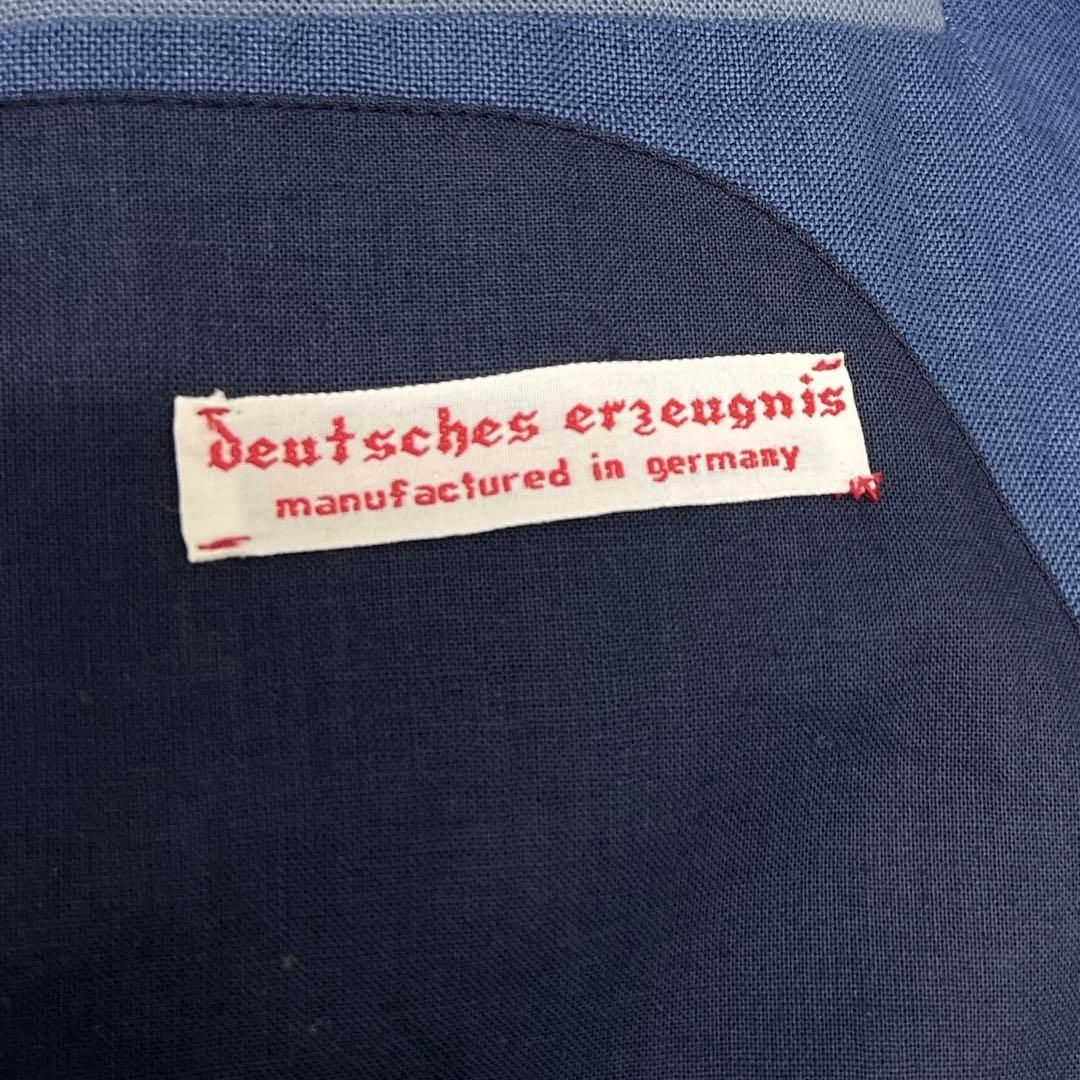 deutsches erzeugnis
manufactured in germany